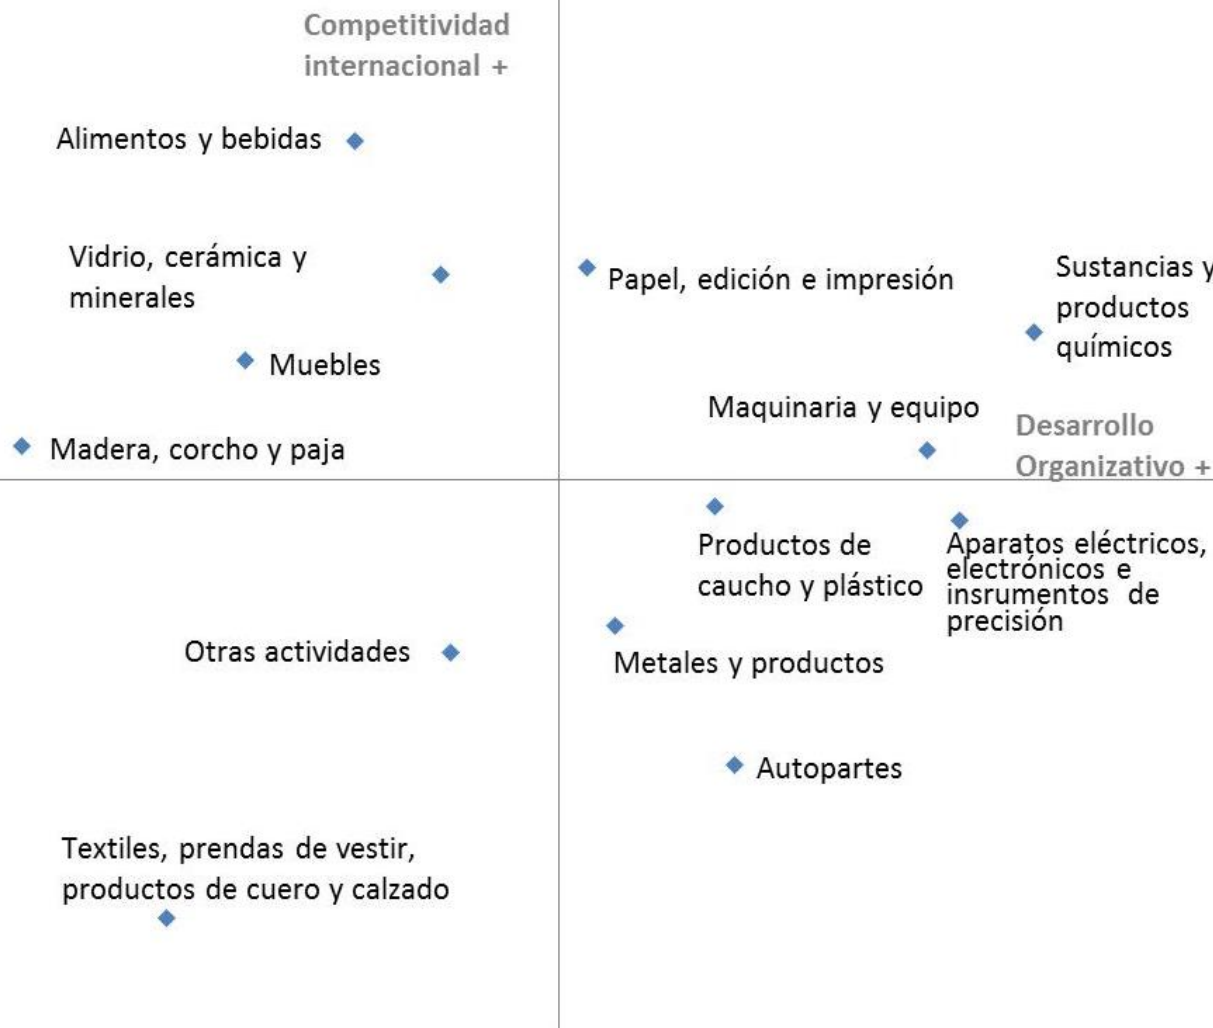 Competitividad
internacional +
Alimentos y bebidas
Vidrio, cerámica y
minerales
Papel, edición e impresión
Sustancias y
productos
químicos
Muebles
Maquinaria y equipo
Desarrollo
Organizativo +
Madera, corcho y paja
Productos de
caucho y plástico
Aparatos eléctricos,
electrónicos e
insrumentos de
precisión
Otras actividades
Metales y productos
Autopartes
Textiles, prendas de vestir,
productos de cuero y calzado